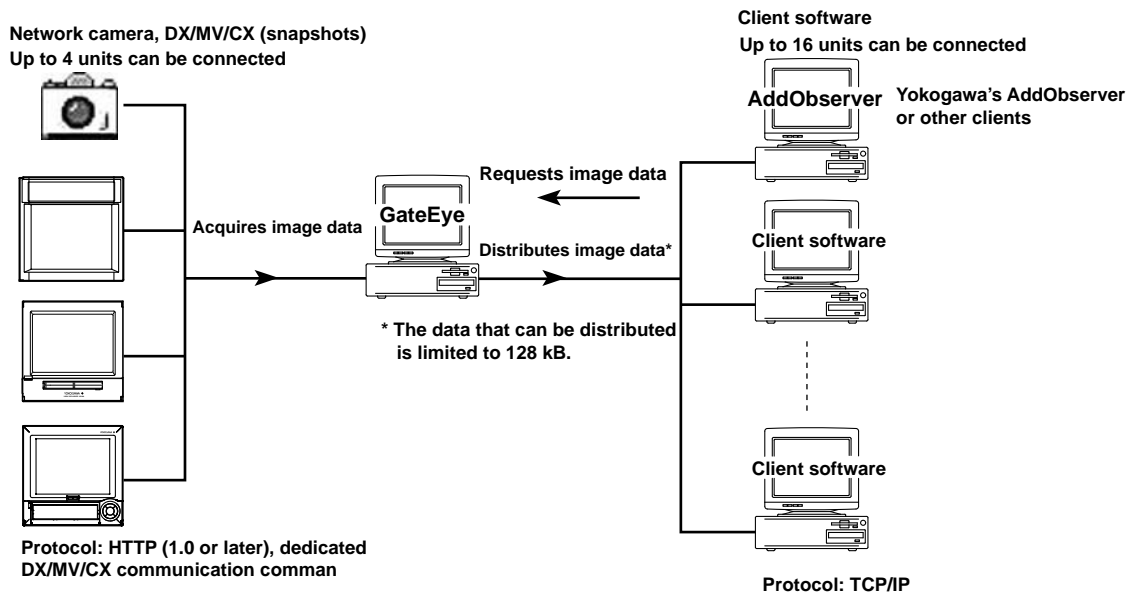 Network camera, DX/MV/CX (snapshots)
Up to 4 units can be connected
Client software
Up to 16 units can be connected
AddObserver
Yokogawa's AddObserver
or other clients
Requests image data
GateEye
Acquires image data
Distributes image data*
Client software
* The data that can be distributed
is limited to 128 kB.
Client software
Protocol: HTTP (1.0 or later), dedicated
DX/MV/CX communication comman
Protocol: TCP/IP